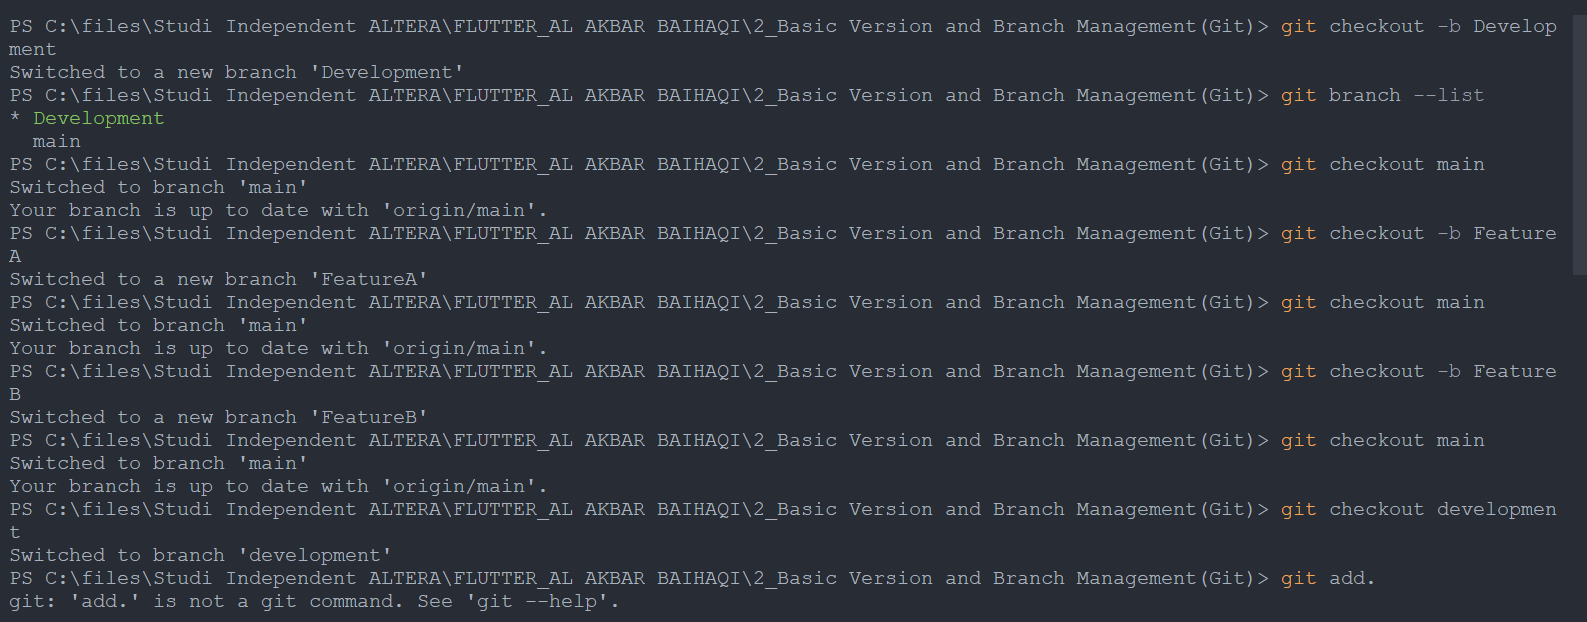 PS C:\files\Studi Independent ALTERA\FLUTTER_AL AKBAR BAIHAQI\2_Basic Version and Branch Management(Git)> git checkout -b Develop
ment
Switched to a new branch 'Development'
PS C:\files\Studi Independent ALTERA\FLUTTER_AL AKBAR BAIHAQI\2_Basic Version and Branch Management(Git)> git branch --list
* Development
  main
PS C:\files\Studi Independent ALTERA\FLUTTER_AL AKBAR BAIHAQI\2_Basic Version and Branch Management(Git)> git checkout main
Switched to branch 'main'
Your branch is up to date with 'origin/main'.
PS C:\files\Studi Independent ALTERA\FLUTTER_AL AKBAR BAIHAQI\2_Basic Version and Branch Management(Git)> git checkout -b Feature
A
Switched to a new branch 'FeatureA'
PS C:\files\Studi Independent ALTERA\FLUTTER_AL AKBAR BAIHAQI\2_Basic Version and Branch Management(Git)> git checkout main
Switched to branch 'main'
Your branch is up to date with 'origin/main'.
PS C:\files\Studi Independent ALTERA\FLUTTER_AL AKBAR BAIHAQI\2_Basic Version and Branch Management(Git)> git checkout -b Feature
B
Switched to a new branch 'FeatureB'
PS C:\files\Studi Independent ALTERA\FLUTTER_AL AKBAR BAIHAQI\2_Basic Version and Branch Management(Git)> git checkout main
Switched to branch 'main'
Your branch is up to date with 'origin/main'.
PS C:\files\Studi Independent ALTERA\FLUTTER_AL AKBAR BAIHAQI\2_Basic Version and Branch Management(Git)> git checkout developmen
t
Switched to branch 'development'
PS C:\files\Studi Independent ALTERA\FLUTTER_AL AKBAR BAIHAQI\2_Basic Version and Branch Management(Git)> git add.
git: 'add.' is not a git command. See 'git --help'.